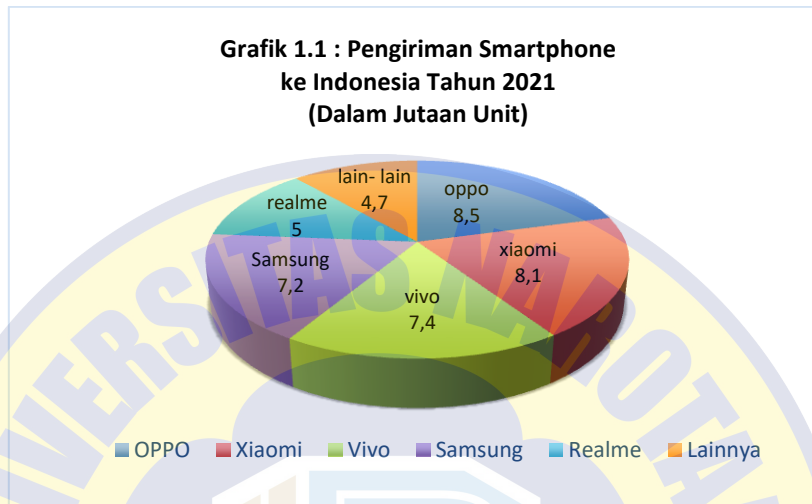 Grafik 1.1 : Pengiriman Smartphone
ke Indonesia Tahun 2021
(Dalam Jutaan Unit)
lain- lain
4,7
oppo
8,5
realme
5
xiaomi
8,1
Samsung
7,2
vivo
7,4
OPPO Xiaomi Vivo Samsung Realme Lainnya